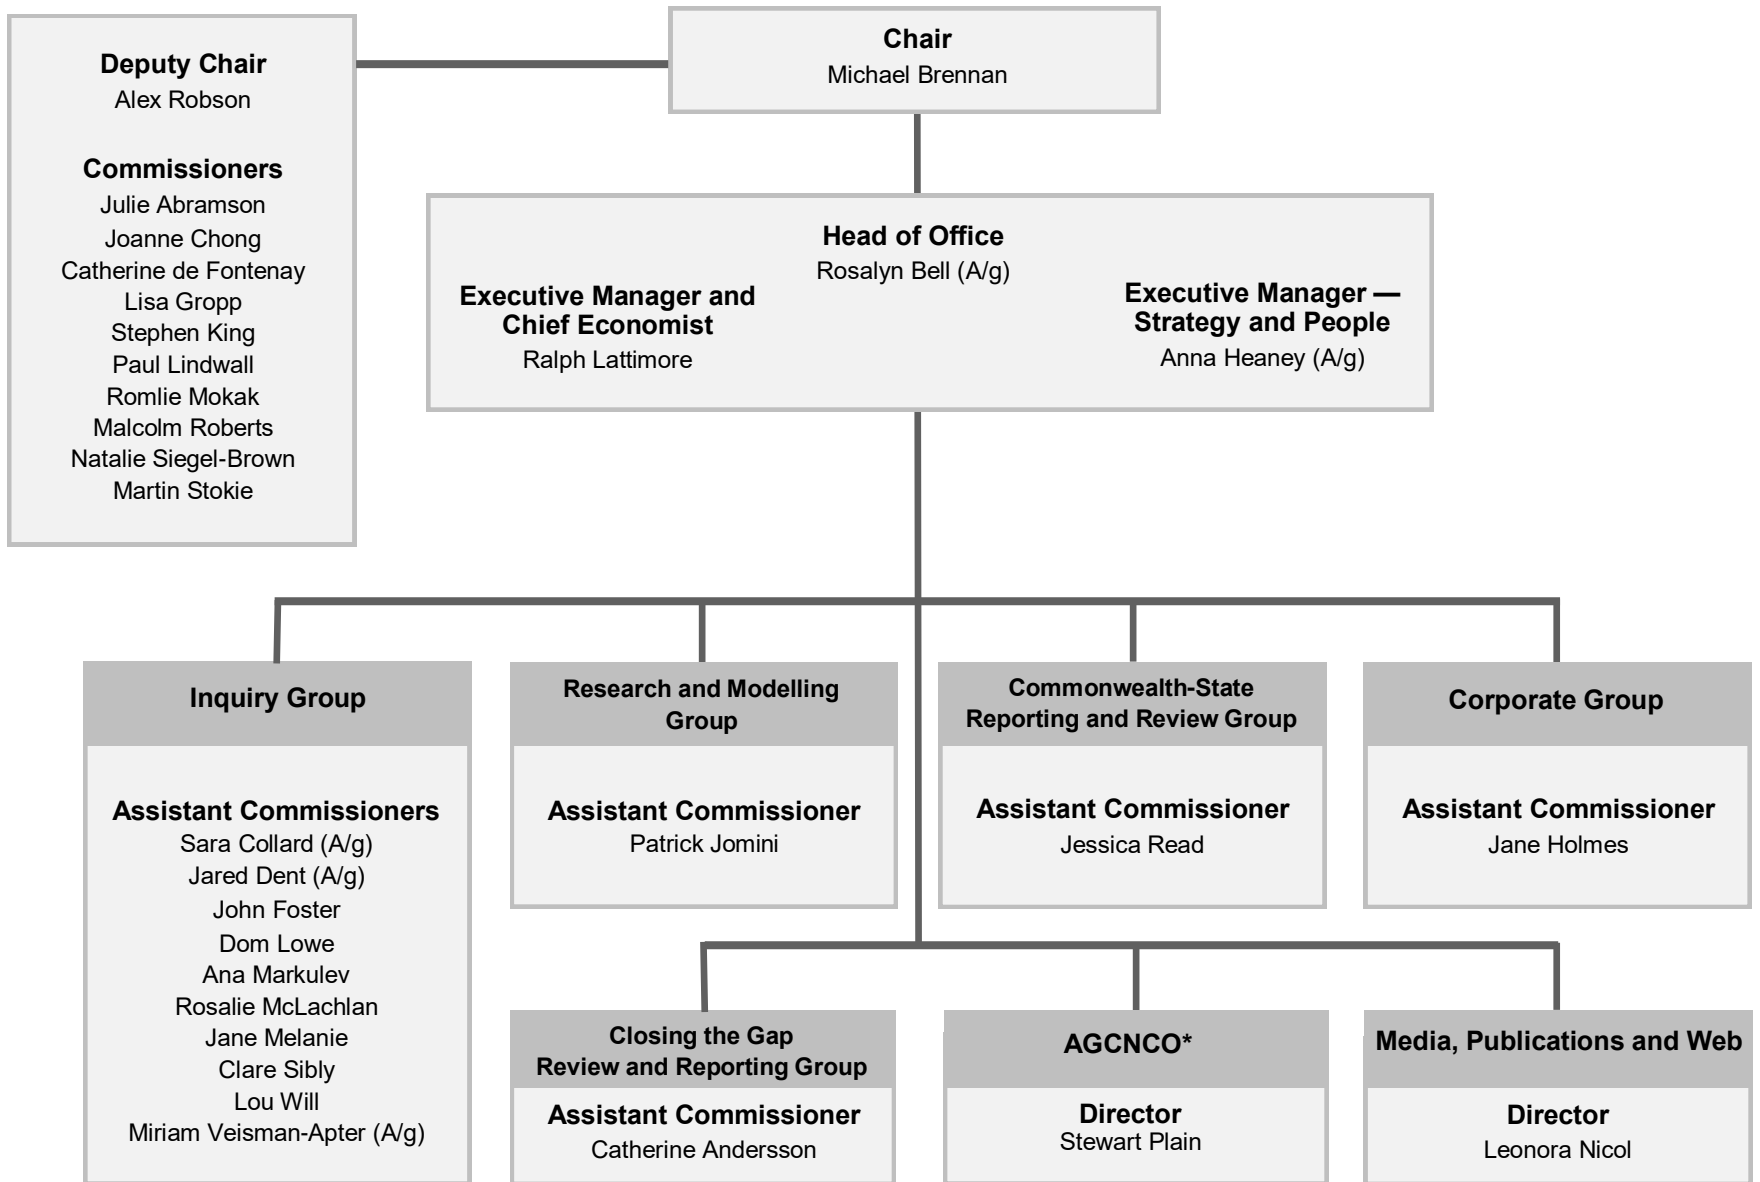 Deputy Chair
Alex Robson
Commissioners
Julie Abramson
Joanne Chong
Catherine de Fontenay
Lisa Gropp
Stephen King
Paul Lindwall
Romlie Mokak
Malcolm Roberts
Natalie Siegel-Brown
Martin Stokie
Chair
Michael Brennan
Head of Office
Rosalyn Bell (A/g)
Executive Manager and
Chief Economist
Ralph Lattimore
Executive Manager —
Strategy and People
Anna Heaney (A/g)
Inquiry Group
Assistant Commissioners
Sara Collard (A/g)
Jared Dent (A/g)
John Foster
Dom Lowe
Ana Markulev
Rosalie McLachlan
Jane Melanie
Clare Sibly
Lou Will
Miriam Veisman-Apter (A/g)
Research and Modelling
Group
Assistant Commissioner
Patrick Jomini
Commonwealth-State
Reporting and Review Group
Assistant Commissioner
Jessica Read
Corporate Group
Assistant Commissioner
Jane Holmes
Closing the Gap
Review and Reporting Group
Assistant Commissioner
Catherine Andersson
AGCNCO*
Director
Stewart Plain
Media, Publications and Web
Director
Leonora Nicol